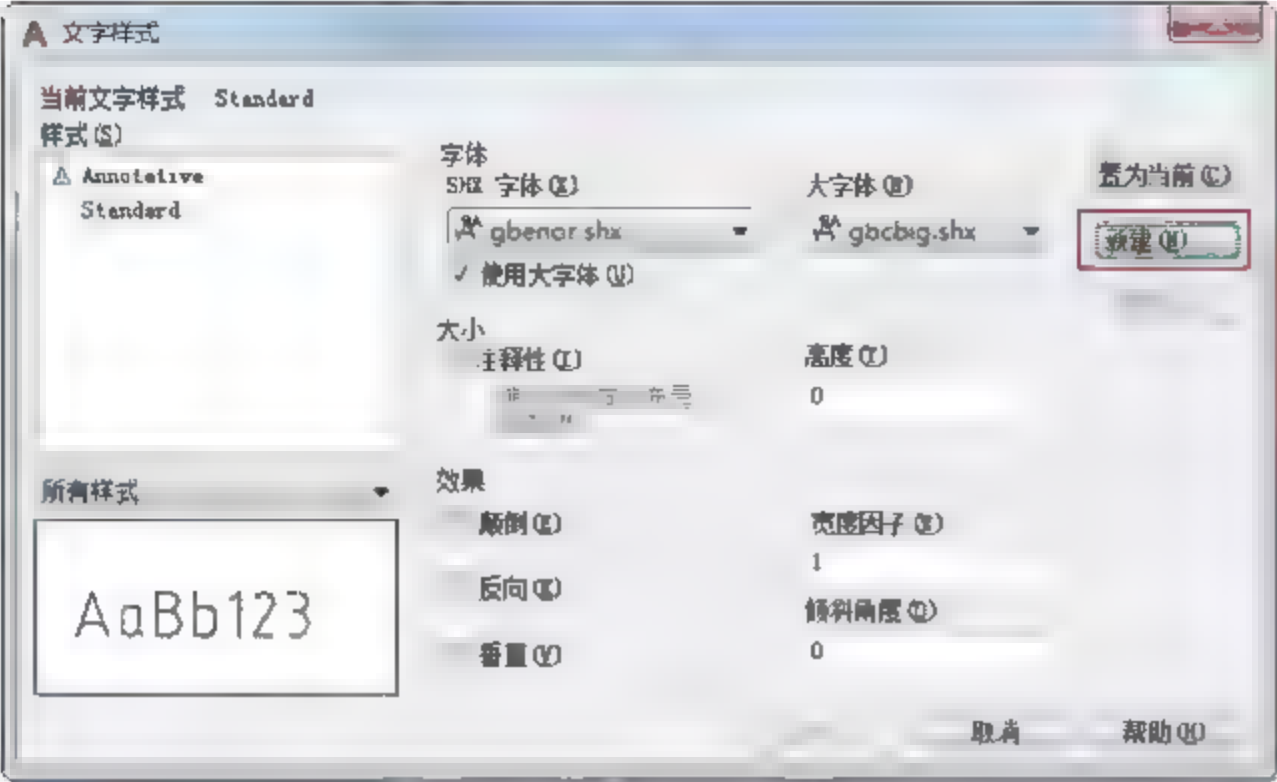 文字样式
当前文字样式 Standard
样式(S)
Annotative
Standard
所有样式
AaBb123
字体
SHX 字体(X)
gbenor shx
使用大字体(U)
大字体(B)
gbcbig.shx
大小
注释性(I)
高度(T)
0
效果
颠倒(E)
反向(K)
垂直(V)
宽度因子(W)
1
倾斜角度(O)
0
置为当前(C)
新建(N)
取消
帮助(H)